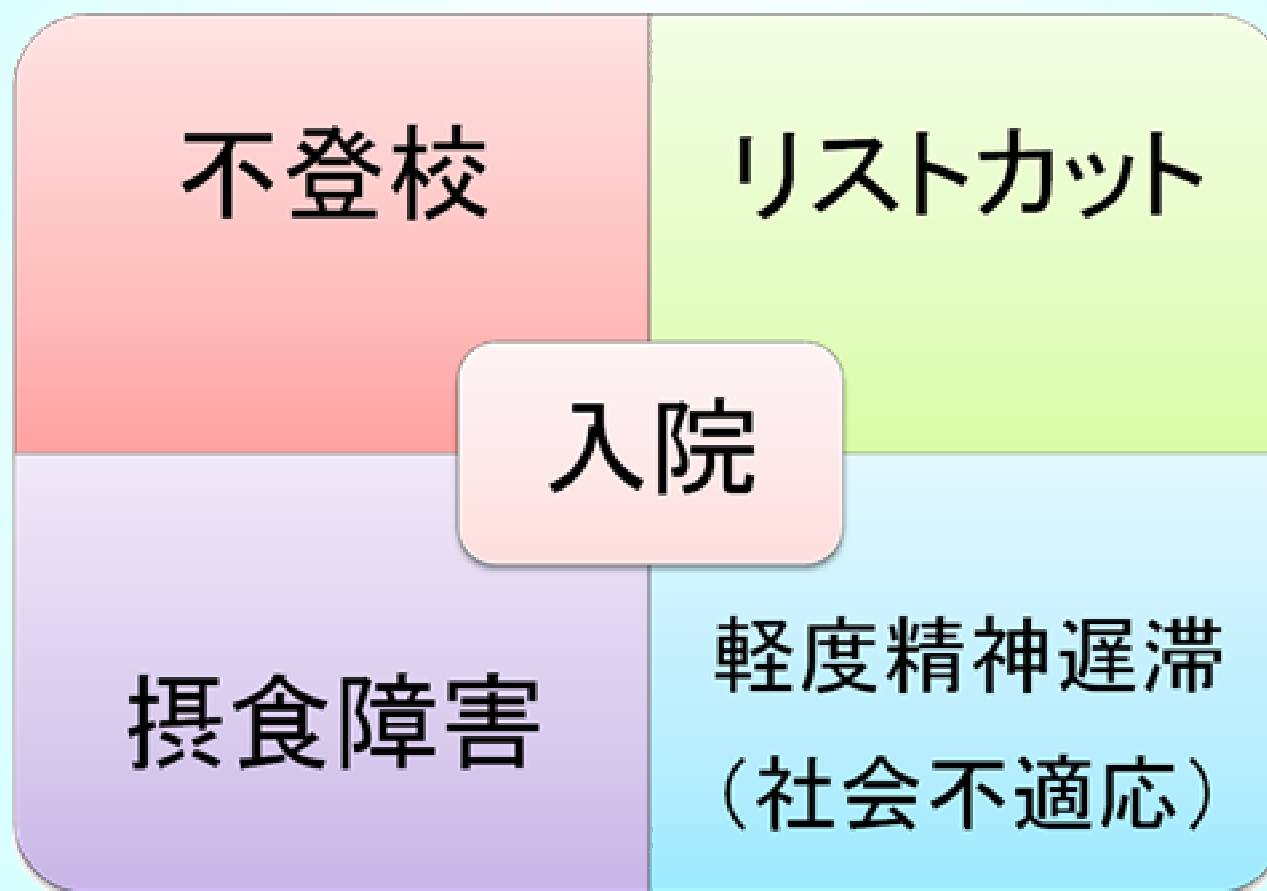 不登校
リストカット
入院
摂食障害
軽度精神遅滞
（社会不適応）